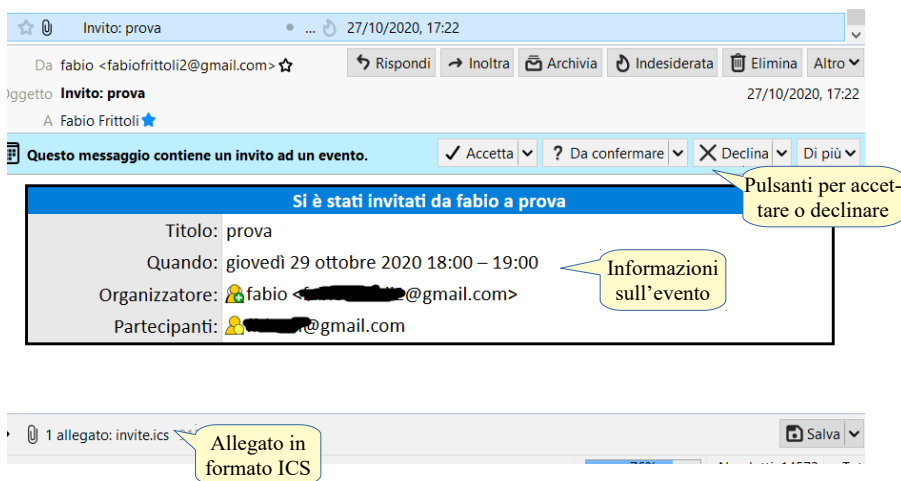 Invito: prova ... 27/10/2020, 17:22
Da fabio <fabiofrittoli2@gmail.com> Rispondi Inoltra Archivia Indesiderata Elimina Altro
ggetto Invito: prova 27/10/2020, 17:22
A Fabio Frittoli
Questo messaggio contiene un invito ad un evento. Accetta ? Da confermare Declina Di più
Pulsanti per accet-
tare o declinare
Si è stati invitati da fabio a prova
Titolo: prova
Quando: giovedì 29 ottobre 2020 18:00 – 19:00
Informazioni
sull'evento
Organizzatore: fabio < @gmail.com>
Partecipanti: @gmail.com
1 allegato: invite.ics Salva
Allegato in
formato ICS